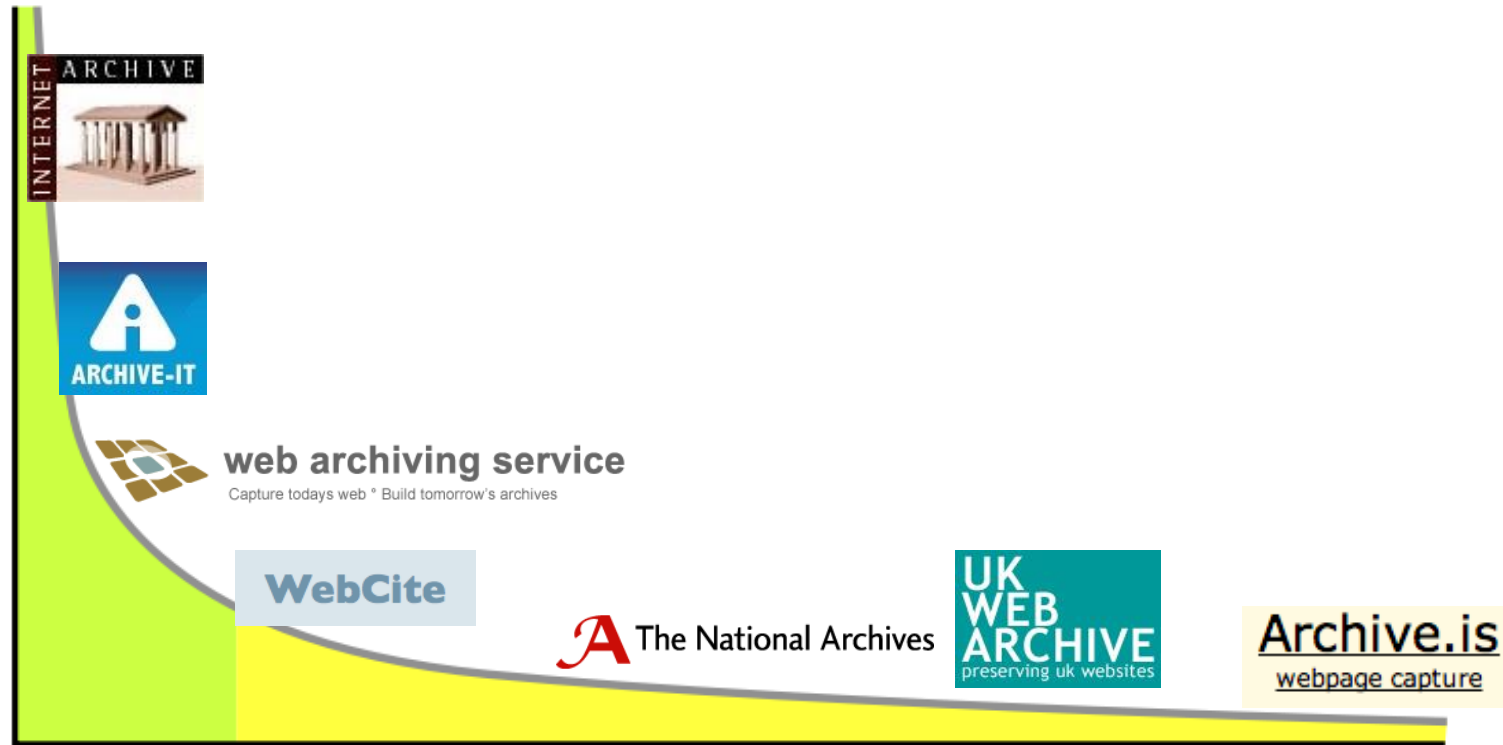 INTERNET
ARCHIVE
ARCHIVE-IT
web archiving service
Capture todays web ° Build tomorrow's archives
WebCite
A The National Archives
UK
WEB
ARCHIVE
preserving uk websites
Archive.is
webpage capture